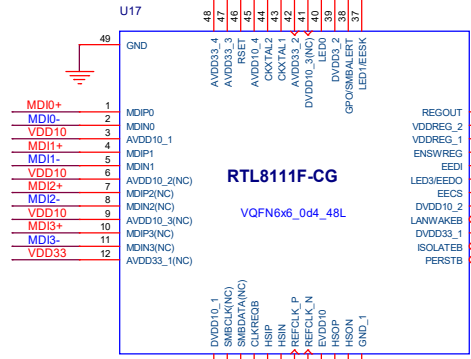 U17
48
47
46
45
44
43
42
41
40
39
38
37
AVDD33_4
AVDD33_3
RSET
AVDD10_4
CKXTAL2
CKXTAL1
AVDD33_2
DVDD10_3(NC)
LED0
DVDD33_2
GPO/SMBALERT
LED1/EESK
49 GND
MDI0+ 1 MDIP0 REGOUT
MDI0- 2 MDIN0 VDDREG_2
VDD10 3 AVDD10_1 VDDREG_1
MDI1+ 4 MDIP1 ENSWREG
MDI1- 5 MDIN1 EEDI
VDD10 6 AVDD10_2(NC) LED3/EEDO
MDI2+ 7 MDIP2(NC) EECS
MDI2- 8 MDIN2(NC) DVDD10_2
VDD10 9 AVDD10_3(NC) LANWAKEB
MDI3+ 10 MDIP3(NC) DVDD33_1
MDI3- 11 MDIN3(NC) ISOLATEB
VDD33 12 AVDD33_1(NC) PERSTB
RTL8111F-CG
VQFN6x6_0d4_48L
DVDD10_1
SMBCLK(NC)
SMBDATA(NC)
CLKREQB
HSIP
HSIN
REFCLK_P
REFCLK_N
EVDD10
HSOP
HSON
GND_1